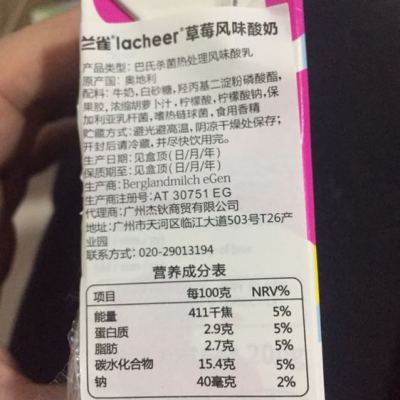 兰雀®lacheer®草莓风味酸奶
产品类型：巴氏杀菌热处理风味酸乳
原产国：奥地利
配料：牛奶，白砂糖，羟丙基二淀粉磷酸酯，
果胶，浓缩胡萝卜汁，柠檬酸，柠檬酸钠，保
加利亚乳杆菌，嗜热链球菌，食用香精
贮藏方式：避光避高温，阴凉干燥处保存；
开封后请冷藏，并尽快饮用完。
生产日期：见盒顶（日/月/年）
保质期至：见盒顶（日/月/年）
生产商：Berglandmilch eGen
生产商注册号：AT 30751 EG
代理商：广州杰钬商贸有限公司
地址：广州市天河区临江大道503号T26产
业园
联系方式：020-29013194
营养成分表
项目 每100克 NRV%
能量 411千焦 5%
蛋白质 2.9克 5%
脂肪 2.7克 5%
碳水化合物 15.4克 5%
钠 40毫克 2%